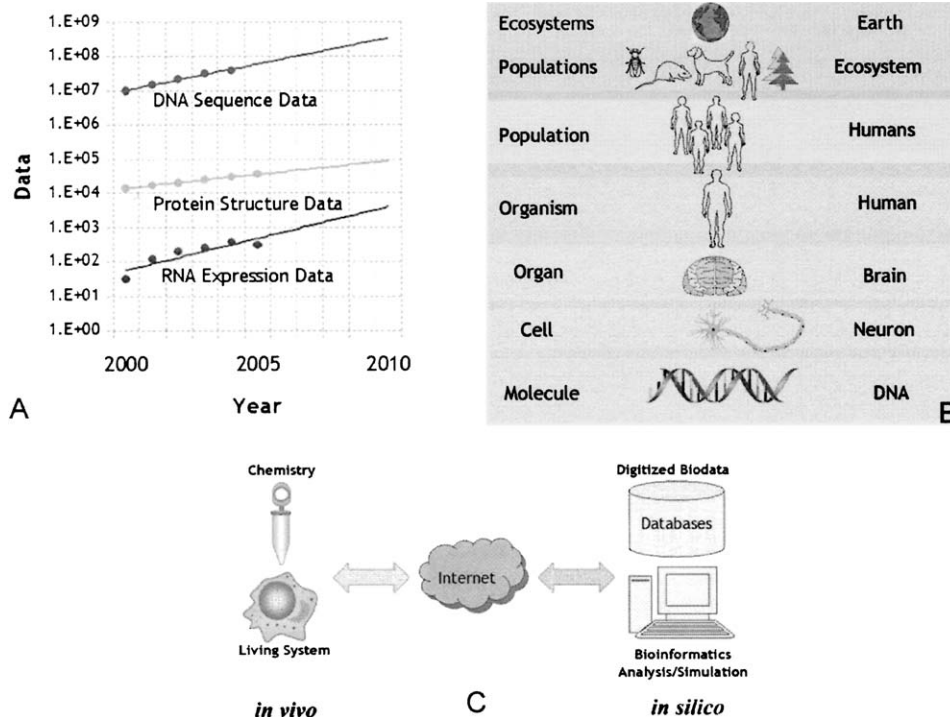 1.E+09
1.E+08
1.E+07
DNA Sequence Data
1.E+06
1.E+05
1.E+04
Protein Structure Data
1.E+03
1.E+02
RNA Expression Data
1.E+01
1.E+00
Data
2000 2005 2010
Year
A
Ecosystems Earth
Populations Ecosystem
Population Humans
Organism Human
Organ Brain
Cell Neuron
Molecule DNA
B
Chemistry
Living System
in vivo
Internet
C
Digitized Biodata
Databases
Bioinformatics
Analysis/Simulation
in silico